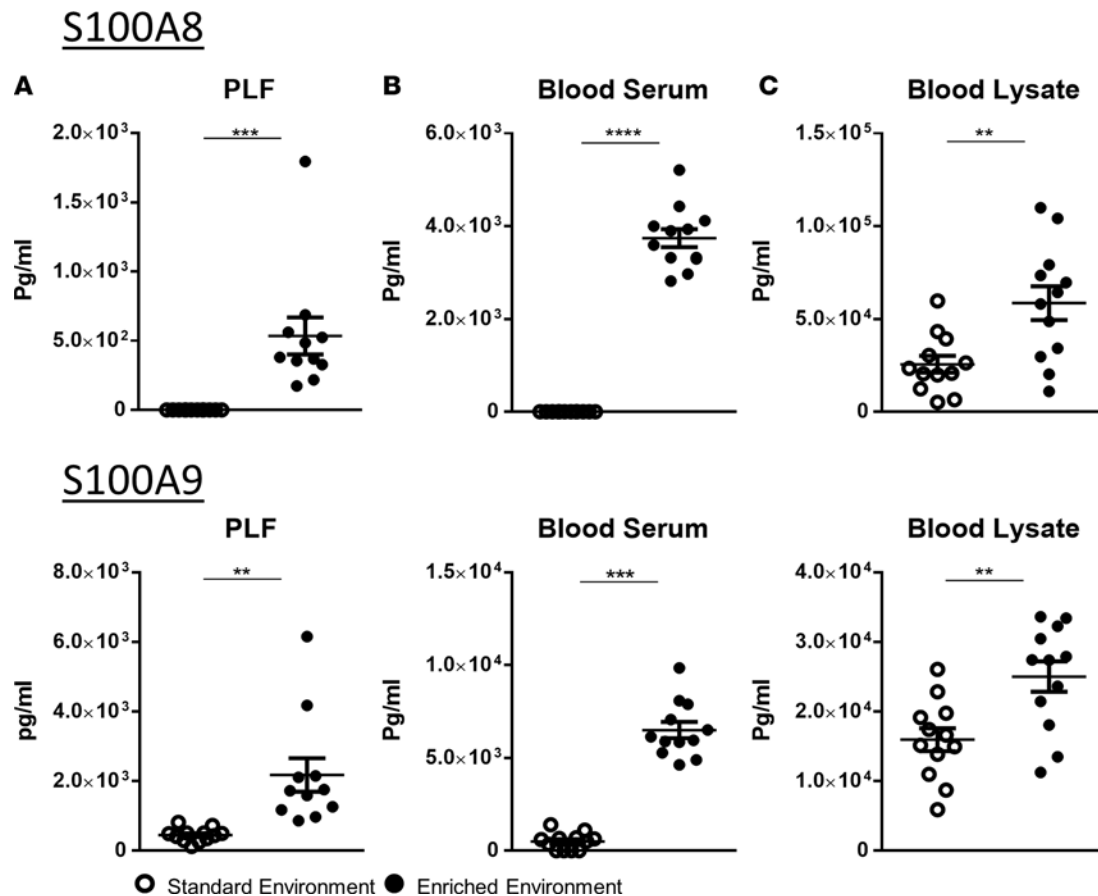 S100A8
A PLF B Blood Serum C Blood Lysate
*** **** **
Pg/ml Pg/ml Pg/ml
2.0×10³ 6.0×10³ 1.5×10⁵
1.5×10³ 4.0×10³ 1.0×10⁵
1.0×10³ 3.0×10³ 5.0×10⁴
5.0×10² 0 0
0
S100A9
PLF Blood Serum Blood Lysate
** *** **
pg/ml Pg/ml Pg/ml
8.0×10³ 1.5×10⁴ 4.0×10⁴
6.0×10³ 1.0×10⁴ 3.0×10⁴
4.0×10³ 5.0×10³ 2.0×10⁴
2.0×10³ 0 1.0×10⁴
0 0
Standard Environment Enriched Environment